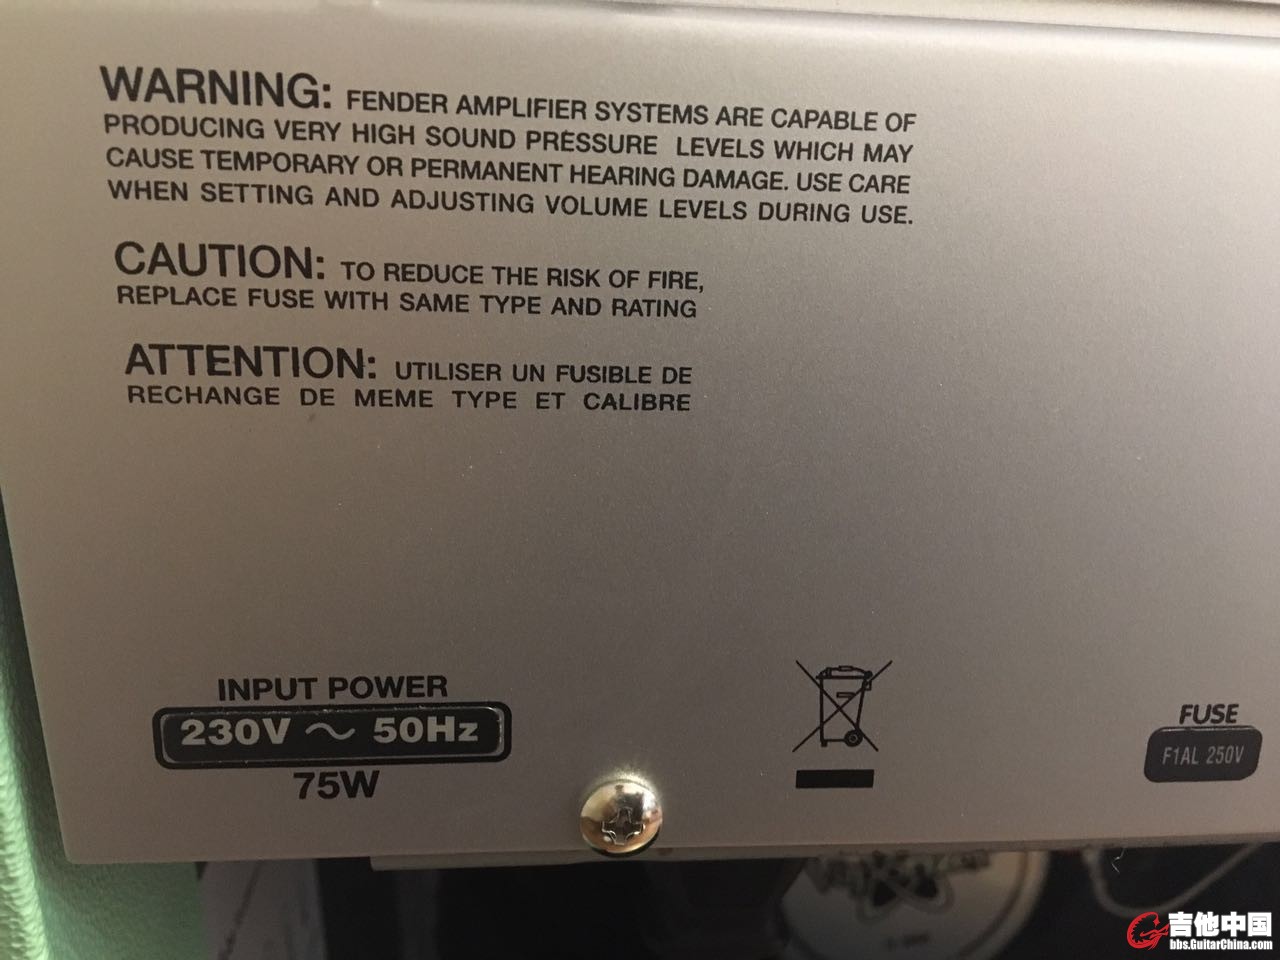 WARNING: FENDER AMPLIFIER SYSTEMS ARE CAPABLE OF
PRODUCING VERY HIGH SOUND PRESSURE LEVELS WHICH MAY
CAUSE TEMPORARY OR PERMANENT HEARING DAMAGE. USE CARE
WHEN SETTING AND ADJUSTING VOLUME LEVELS DURING USE.
CAUTION: TO REDUCE THE RISK OF FIRE,
REPLACE FUSE WITH SAME TYPE AND RATING
ATTENTION: UTILISER UN FUSIBLE DE
RECHANGE DE MEME TYPE ET CALIBRE
INPUT POWER
230V ~ 50Hz
75W
FUSE
F1AL 250V
吉他中国
bbs.GuitarChina.com